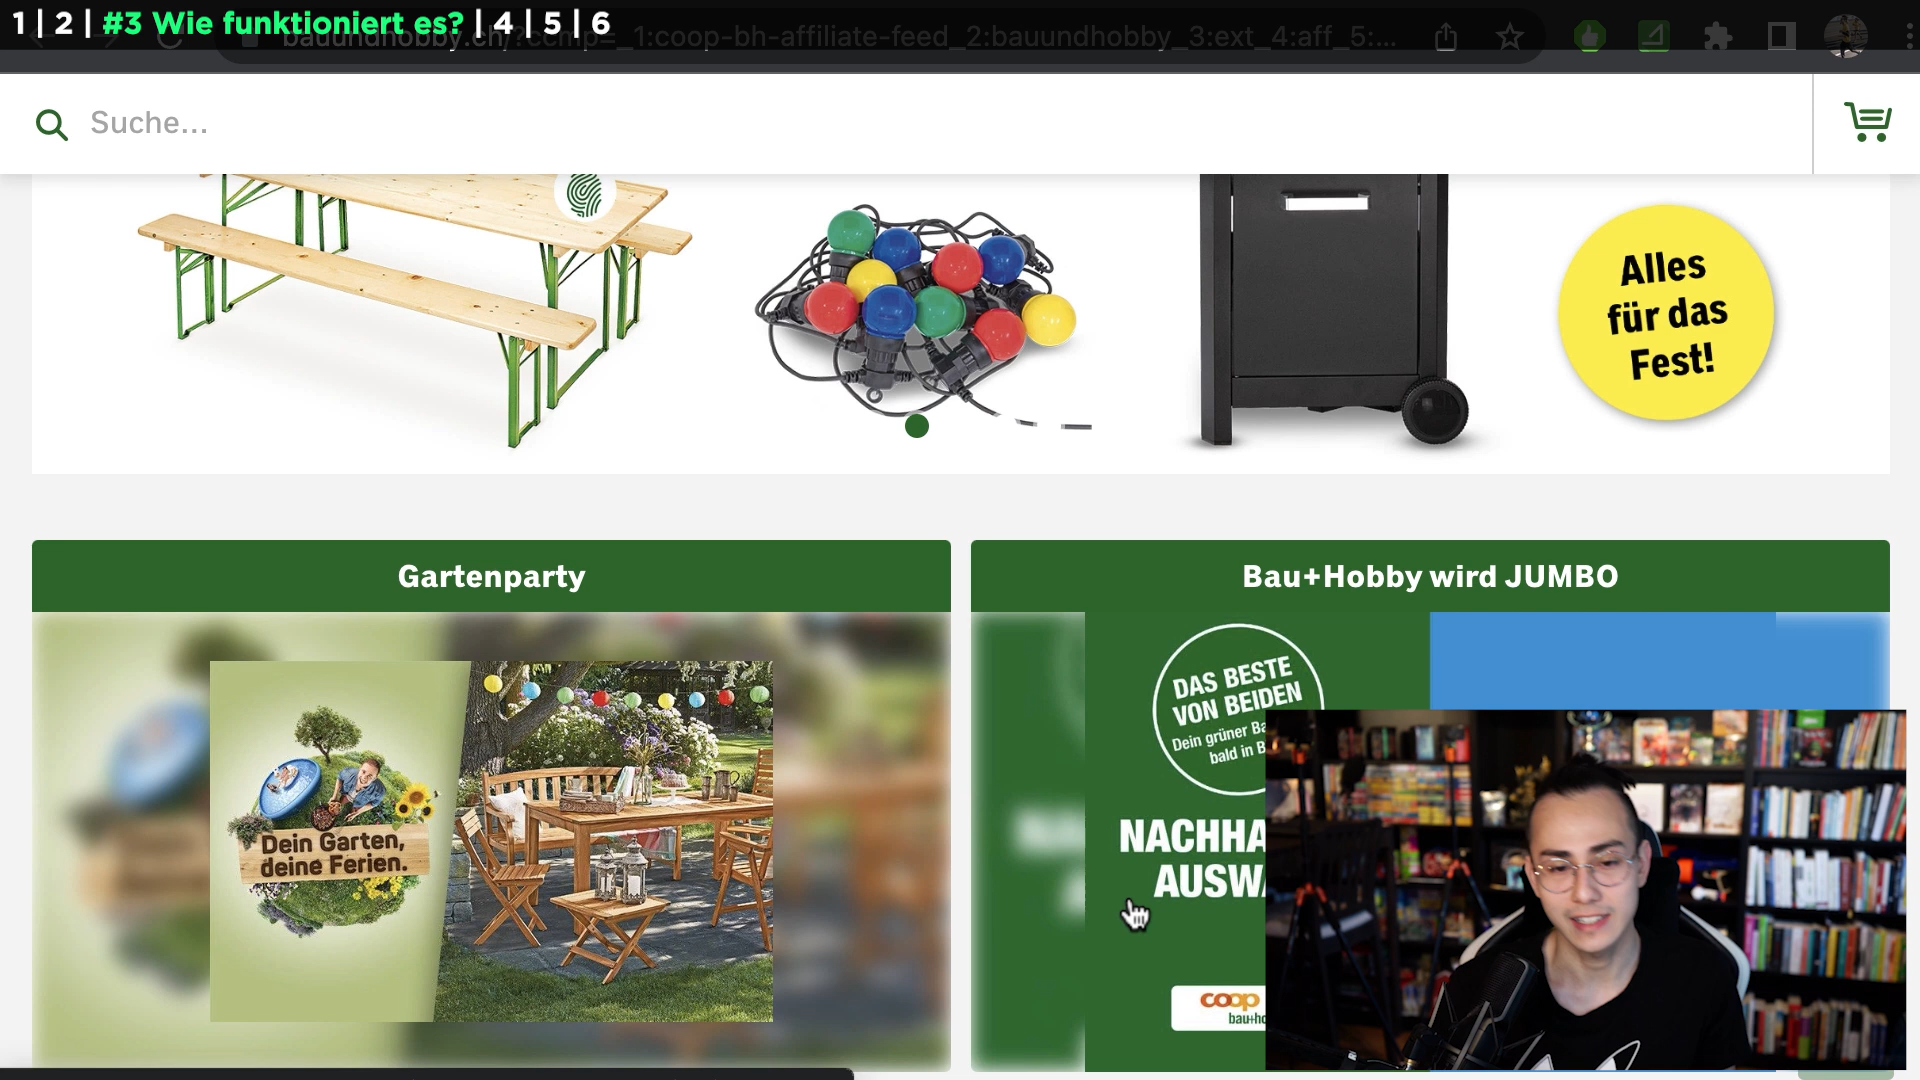 1 | 2 | #3 Wie funktioniert es? | 4 | 5 | 6
bauundhobby.ch/?ccmp=_1:coop-bh-affiliate-feed_2:bauundhobby_3:ext_4:aff_5:...
Suche...
Alles
für das
Fest!
Gartenparty
Bau+Hobby wird JUMBO
Dein Garten,
deine Ferien.
DAS BESTE
VON BEIDEN
Dein grüner Ba
bald in B
NACHHA
AUSWA
coop
bau+ho